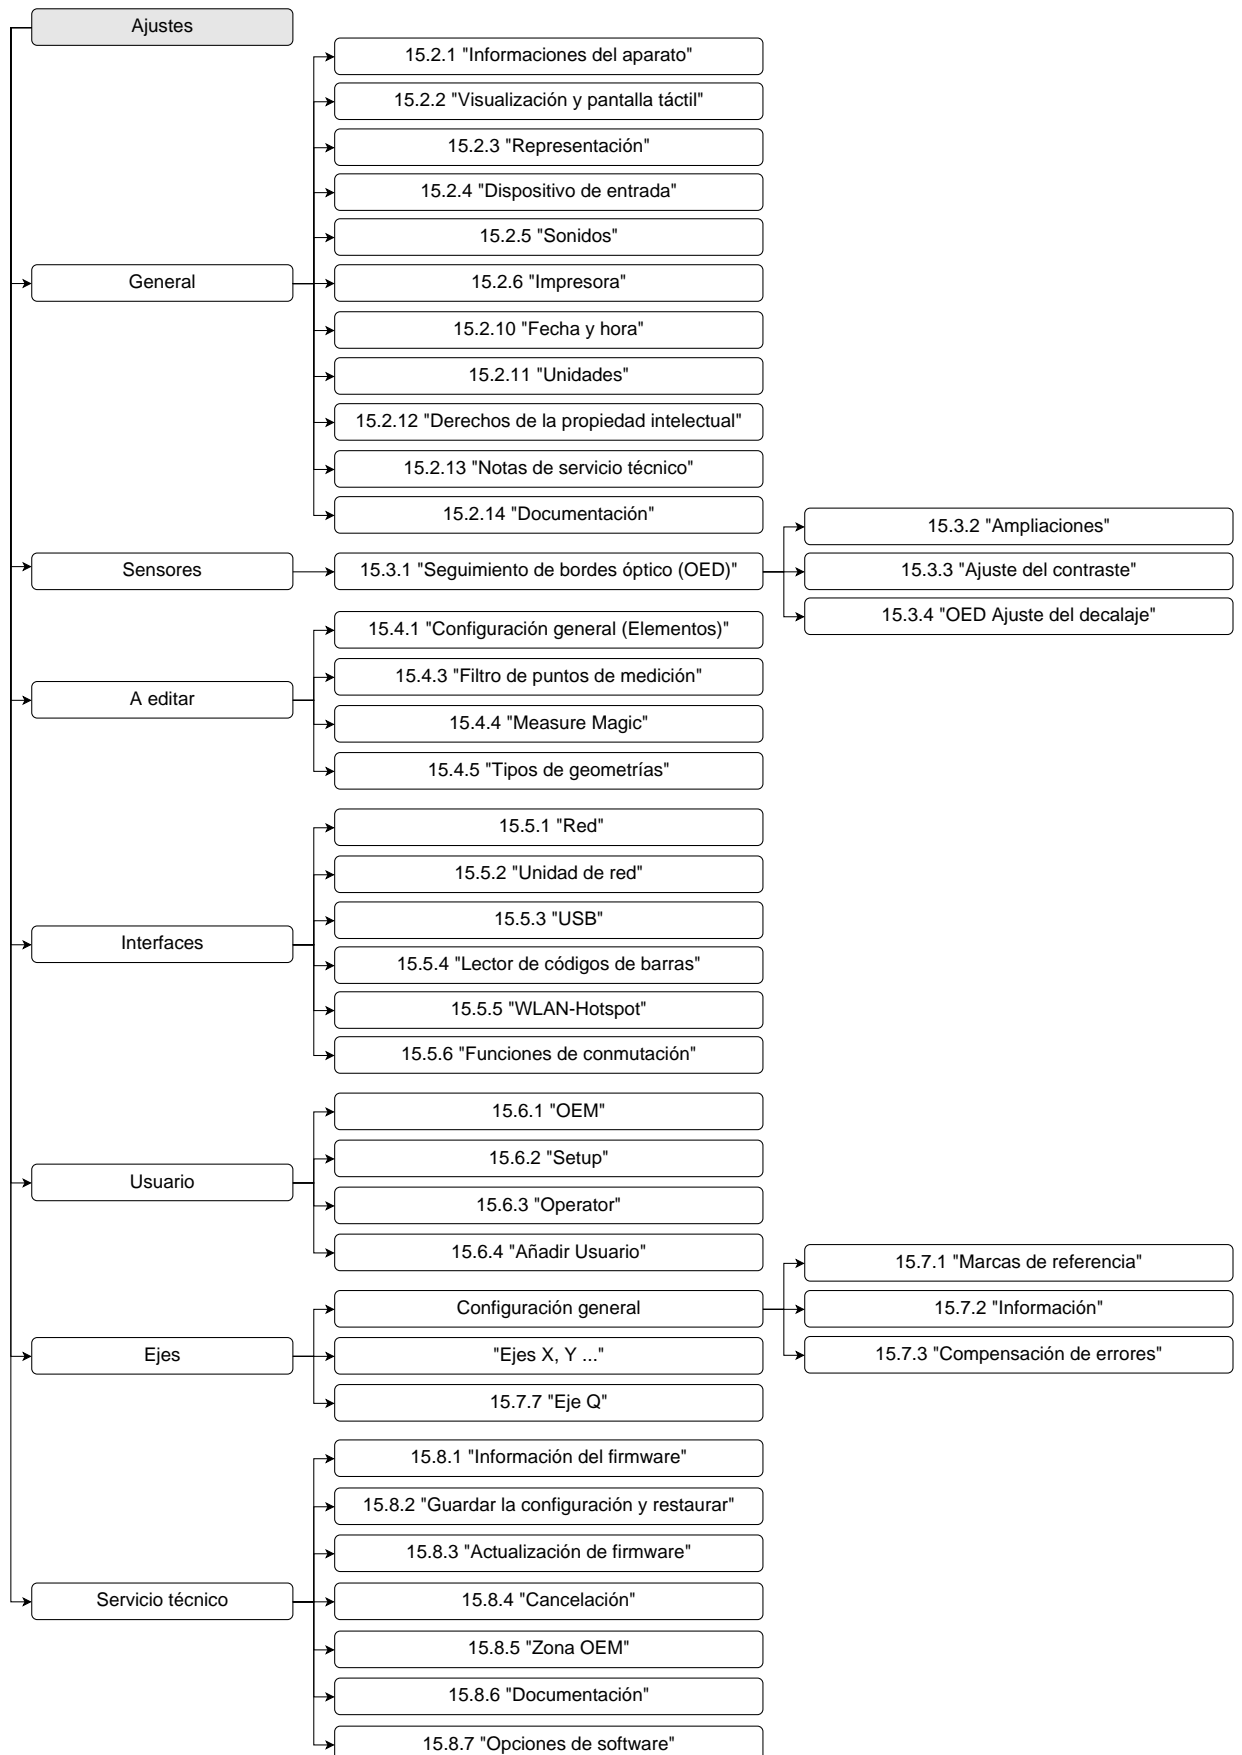 Ajustes
15.2.1 "Informaciones del aparato"
15.2.2 "Visualización y pantalla táctil"
15.2.3 "Representación"
15.2.4 "Dispositivo de entrada"
15.2.5 "Sonidos"
General
15.2.6 "Impresora"
15.2.10 "Fecha y hora"
15.2.11 "Unidades"
15.2.12 "Derechos de la propiedad intelectual"
15.2.13 "Notas de servicio técnico"
15.2.14 "Documentación"
15.3.2 "Ampliaciones"
Sensores
15.3.1 "Seguimiento de bordes óptico (OED)"
15.3.3 "Ajuste del contraste"
15.3.4 "OED Ajuste del decalaje"
15.4.1 "Configuración general (Elementos)"
15.4.3 "Filtro de puntos de medición"
A editar
15.4.4 "Measure Magic"
15.4.5 "Tipos de geometrías"
15.5.1 "Red"
15.5.2 "Unidad de red"
15.5.3 "USB"
Interfaces
15.5.4 "Lector de códigos de barras"
15.5.5 "WLAN-Hotspot"
15.5.6 "Funciones de conmutación"
15.6.1 "OEM"
15.6.2 "Setup"
Usuario
15.6.3 "Operator"
15.6.4 "Añadir Usuario"
15.7.1 "Marcas de referencia"
Configuración general
15.7.2 "Información"
Ejes
"Ejes X, Y ..."
15.7.3 "Compensación de errores"
15.7.7 "Eje Q"
15.8.1 "Información del firmware"
15.8.2 "Guardar la configuración y restaurar"
15.8.3 "Actualización de firmware"
Servicio técnico
15.8.4 "Cancelación"
15.8.5 "Zona OEM"
15.8.6 "Documentación"
15.8.7 "Opciones de software"